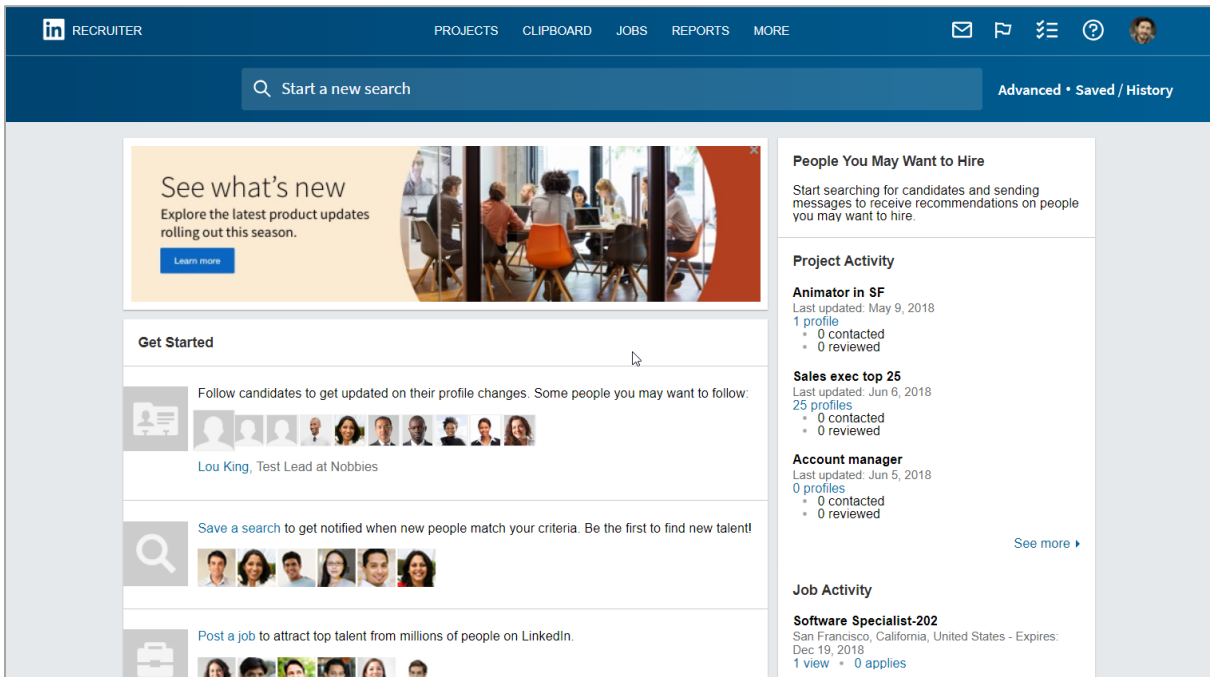 in RECRUITER
PROJECTS CLIPBOARD JOBS REPORTS MORE
Start a new search
Advanced • Saved / History
See what's new
Explore the latest product updates
rolling out this season.
Learn more
Get Started
Follow candidates to get updated on their profile changes. Some people you may want to follow:
Lou King, Test Lead at Nobbies
Save a search to get notified when new people match your criteria. Be the first to find new talent!
Post a job to attract top talent from millions of people on LinkedIn.
People You May Want to Hire
Start searching for candidates and sending
messages to receive recommendations on people
you may want to hire.
Project Activity
Animator in SF
Last updated: May 9, 2018
1 profile
• 0 contacted
• 0 reviewed
Sales exec top 25
Last updated: Jun 6, 2018
25 profiles
• 0 contacted
• 0 reviewed
Account manager
Last updated: Jun 5, 2018
0 profiles
• 0 contacted
• 0 reviewed
See more
Job Activity
Software Specialist-202
San Francisco, California, United States - Expires:
Dec 19, 2018
1 view • 0 applies